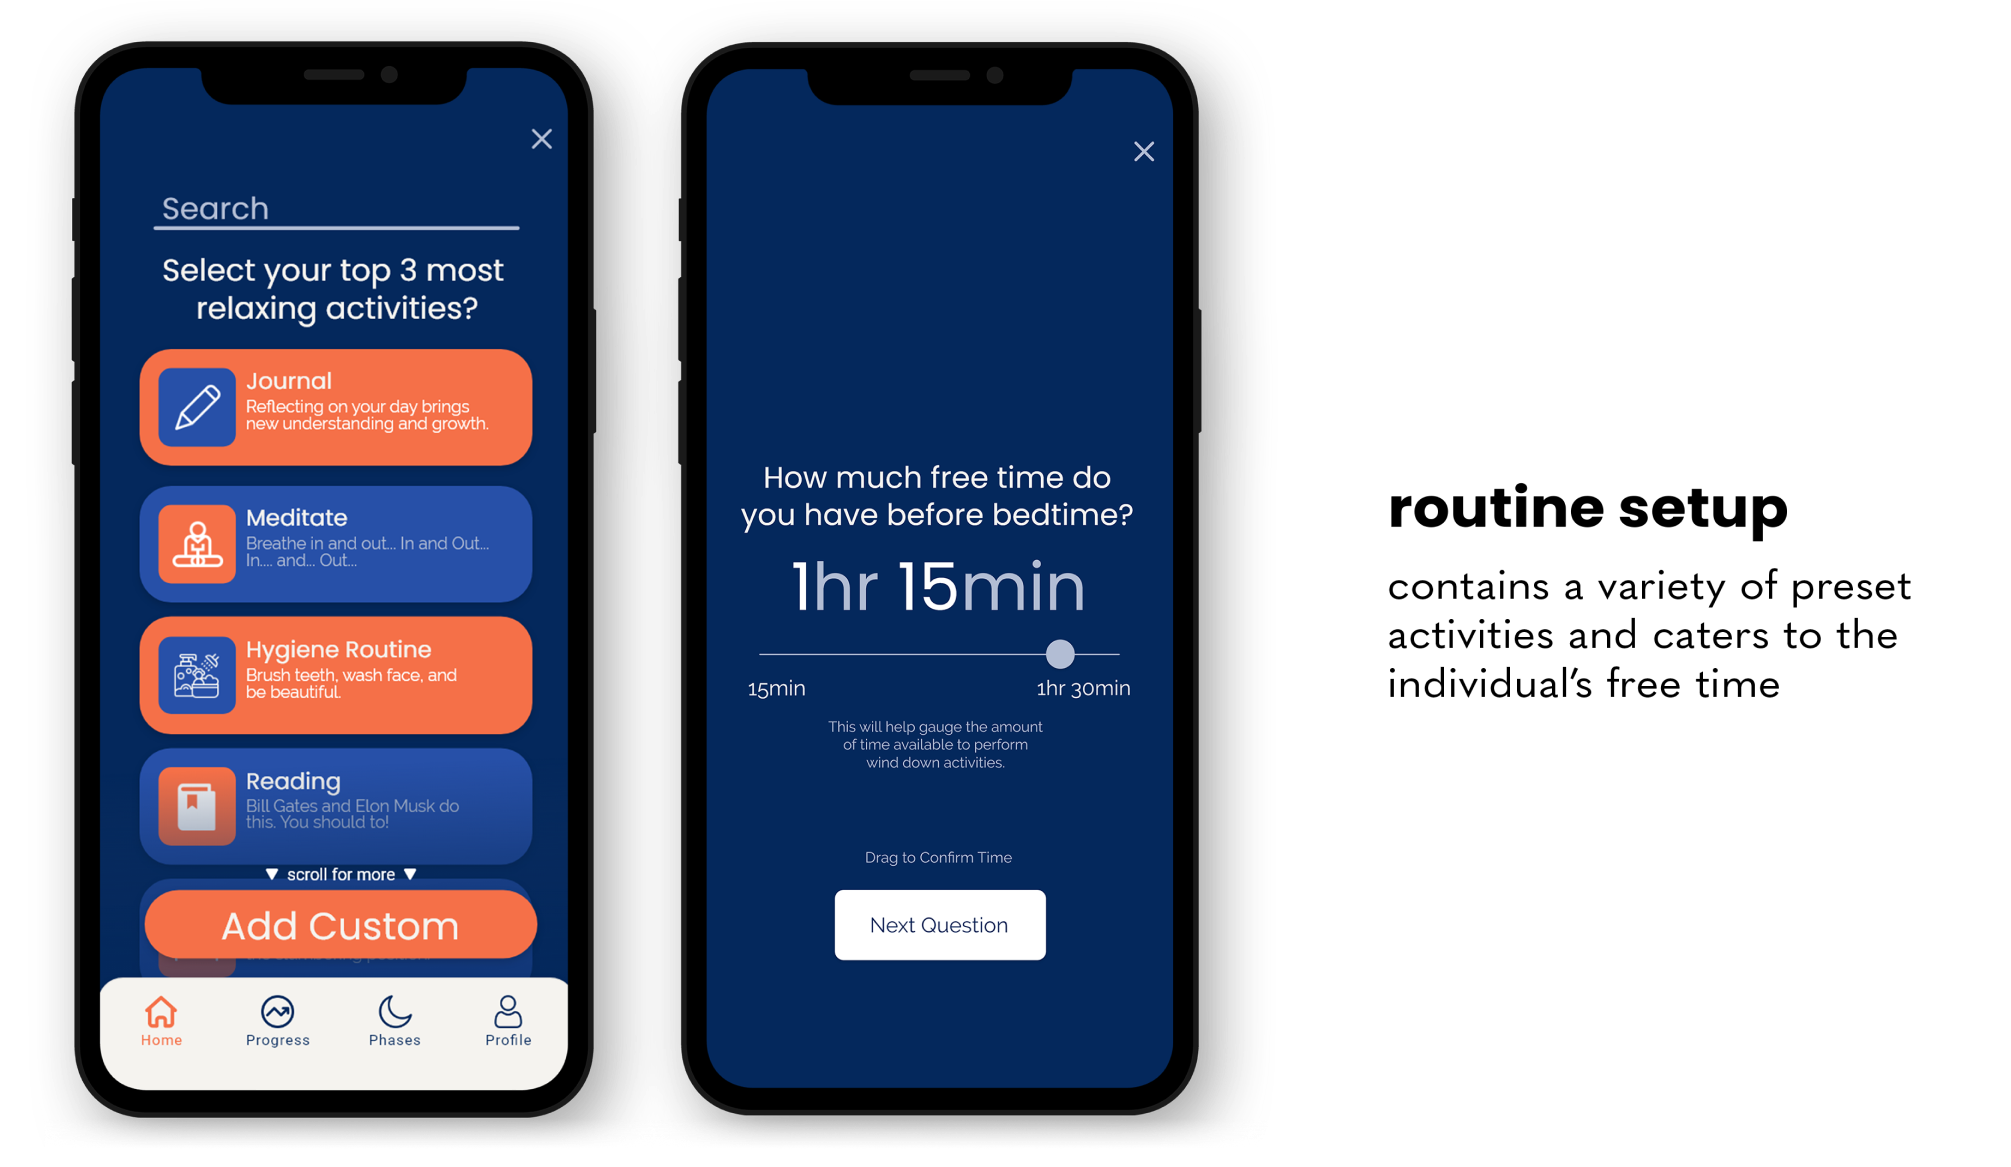 Search
Select your top 3 most
relaxing activities?
Journal
Reflecting on your day brings
new understanding and growth.
Meditate
Breathe in and out... In and Out...
In.... and... Out...
Hygiene Routine
Brush teeth, wash face, and
be beautiful.
Reading
Bill Gates and Elon Musk do
this. You should to!
scroll for more
Add Custom
Home
Progress
Phases
Profile
How much free time do
you have before bedtime?
1hr 15min
15min
1hr 30min
This will help gauge the amount
of time available to perform
wind down activities.
Drag to Confirm Time
Next Question
routine setup
contains a variety of preset
activities and caters to the
individual's free time